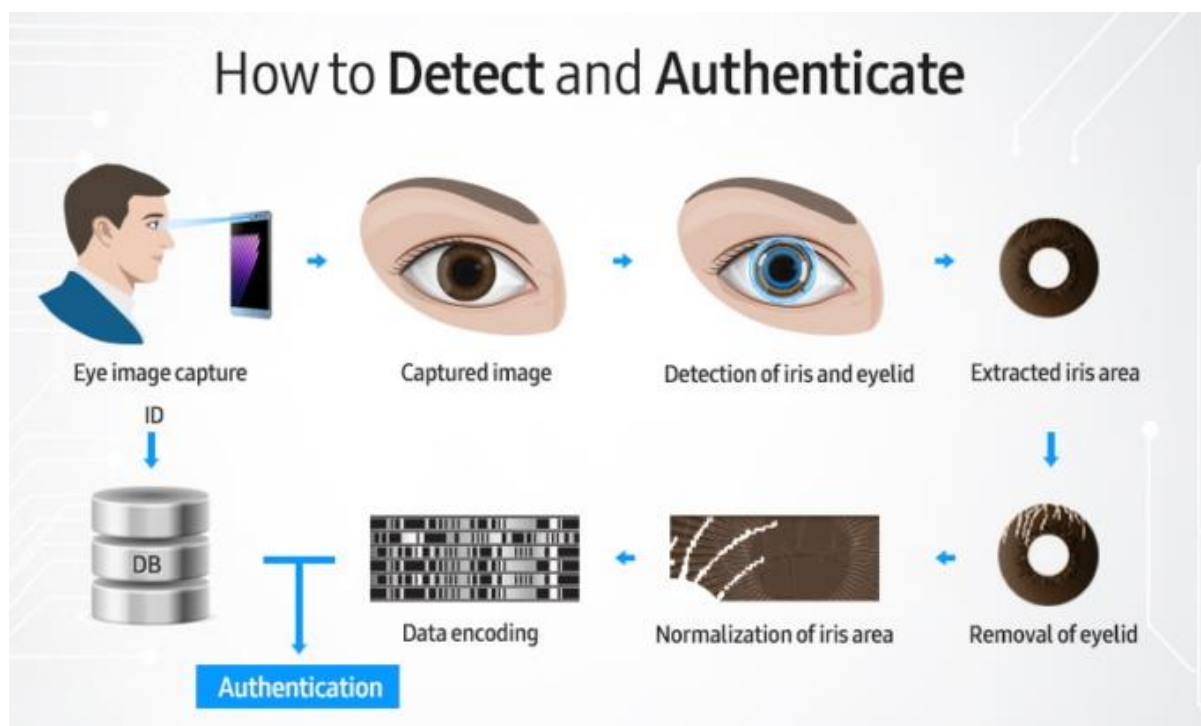 How to Detect and Authenticate
Eye image capture
Captured image
Detection of iris and eyelid
Extracted iris area
ID
DB
Data encoding
Normalization of iris area
Removal of eyelid
Authentication